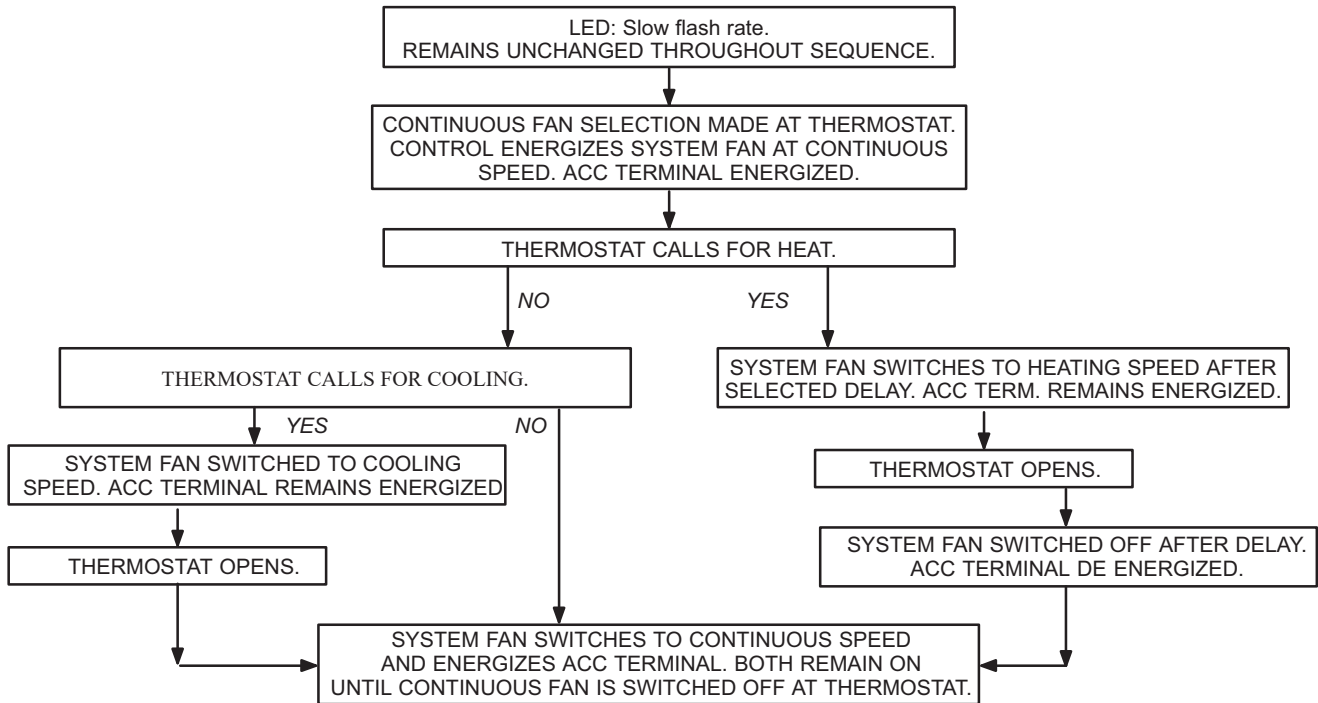 LED: Slow flash rate.
REMAINS UNCHANGED THROUGHOUT SEQUENCE.
CONTINUOUS FAN SELECTION MADE AT THERMOSTAT.
CONTROL ENERGIZES SYSTEM FAN AT CONTINUOUS
SPEED. ACC TERMINAL ENERGIZED.
THERMOSTAT CALLS FOR HEAT.
NO
YES
THERMOSTAT CALLS FOR COOLING.
SYSTEM FAN SWITCHES TO HEATING SPEED AFTER
SELECTED DELAY. ACC TERM. REMAINS ENERGIZED.
YES
NO
SYSTEM FAN SWITCHED TO COOLING
SPEED. ACC TERMINAL REMAINS ENERGIZED
THERMOSTAT OPENS.
THERMOSTAT OPENS.
SYSTEM FAN SWITCHED OFF AFTER DELAY.
ACC TERMINAL DE ENERGIZED.
SYSTEM FAN SWITCHES TO CONTINUOUS SPEED
AND ENERGIZES ACC TERMINAL. BOTH REMAIN ON
UNTIL CONTINUOUS FAN IS SWITCHED OFF AT THERMOSTAT.